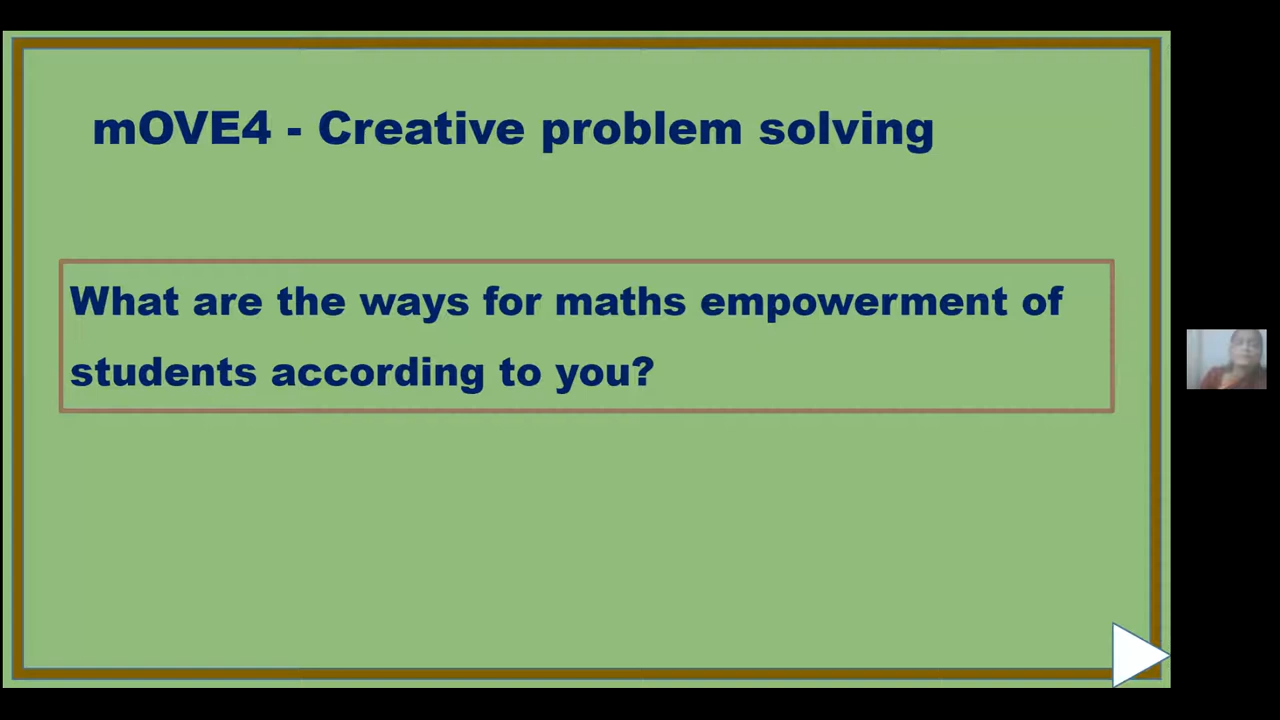 mOVE4 - Creative problem solving
What are the ways for maths empowerment of
students according to you?